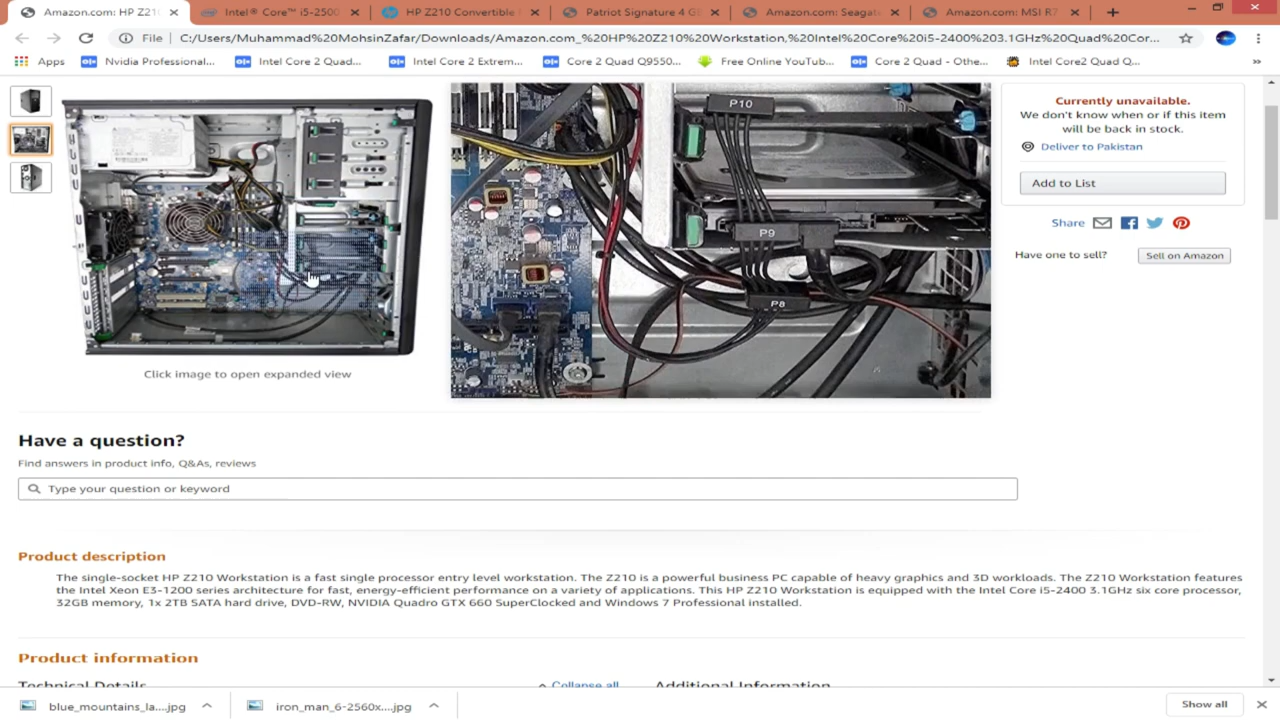 Amazon.com: HP Z210
Intel® Core™ i5-2500
HP Z210 Convertible
Patriot Signature 4 G
Amazon.com: Seagate
Amazon.com: MSI R7
File
C:/Users/Muhammad%20MohsinZafar/Downloads/Amazon.com_%20HP%20Z210%20Workstation,%20Intel%20Core%20i5-2400%203.1GHz%20Quad%20Cor...
Apps
Nvidia Professional...
Intel Core 2 Quad...
Intel Core 2 Extrem...
Core 2 Quad Q9550...
Free Online YouTub...
Core 2 Quad - Othe...
Intel Core2 Quad Q...
P10
P9
P8
Click image to open expanded view
Currently unavailable.
We don't know when or if this item
will be back in stock.
Deliver to Pakistan
Add to List
Share
Have one to sell?
Sell on Amazon
Have a question?
Find answers in product info, Q&As, reviews
Type your question or keyword
Product description
The single-socket HP Z210 Workstation is a fast single processor entry level workstation. The Z210 is a powerful business PC capable of heavy graphics and 3D workloads. The Z210 Workstation features
the Intel Xeon E3-1200 series architecture for fast, energy-efficient performance on a variety of applications. This HP Z210 Workstation is equipped with the Intel Core i5-2400 3.1GHz six core processor,
32GB memory, 1x 2TB SATA hard drive, DVD-RW, NVIDIA Quadro GTX 660 SuperClocked and Windows 7 Professional installed.
Product information
Technical Details
Collapse all
Additional Information
blue_mountains_la....jpg
iron_man_6-2560x....jpg
Show all